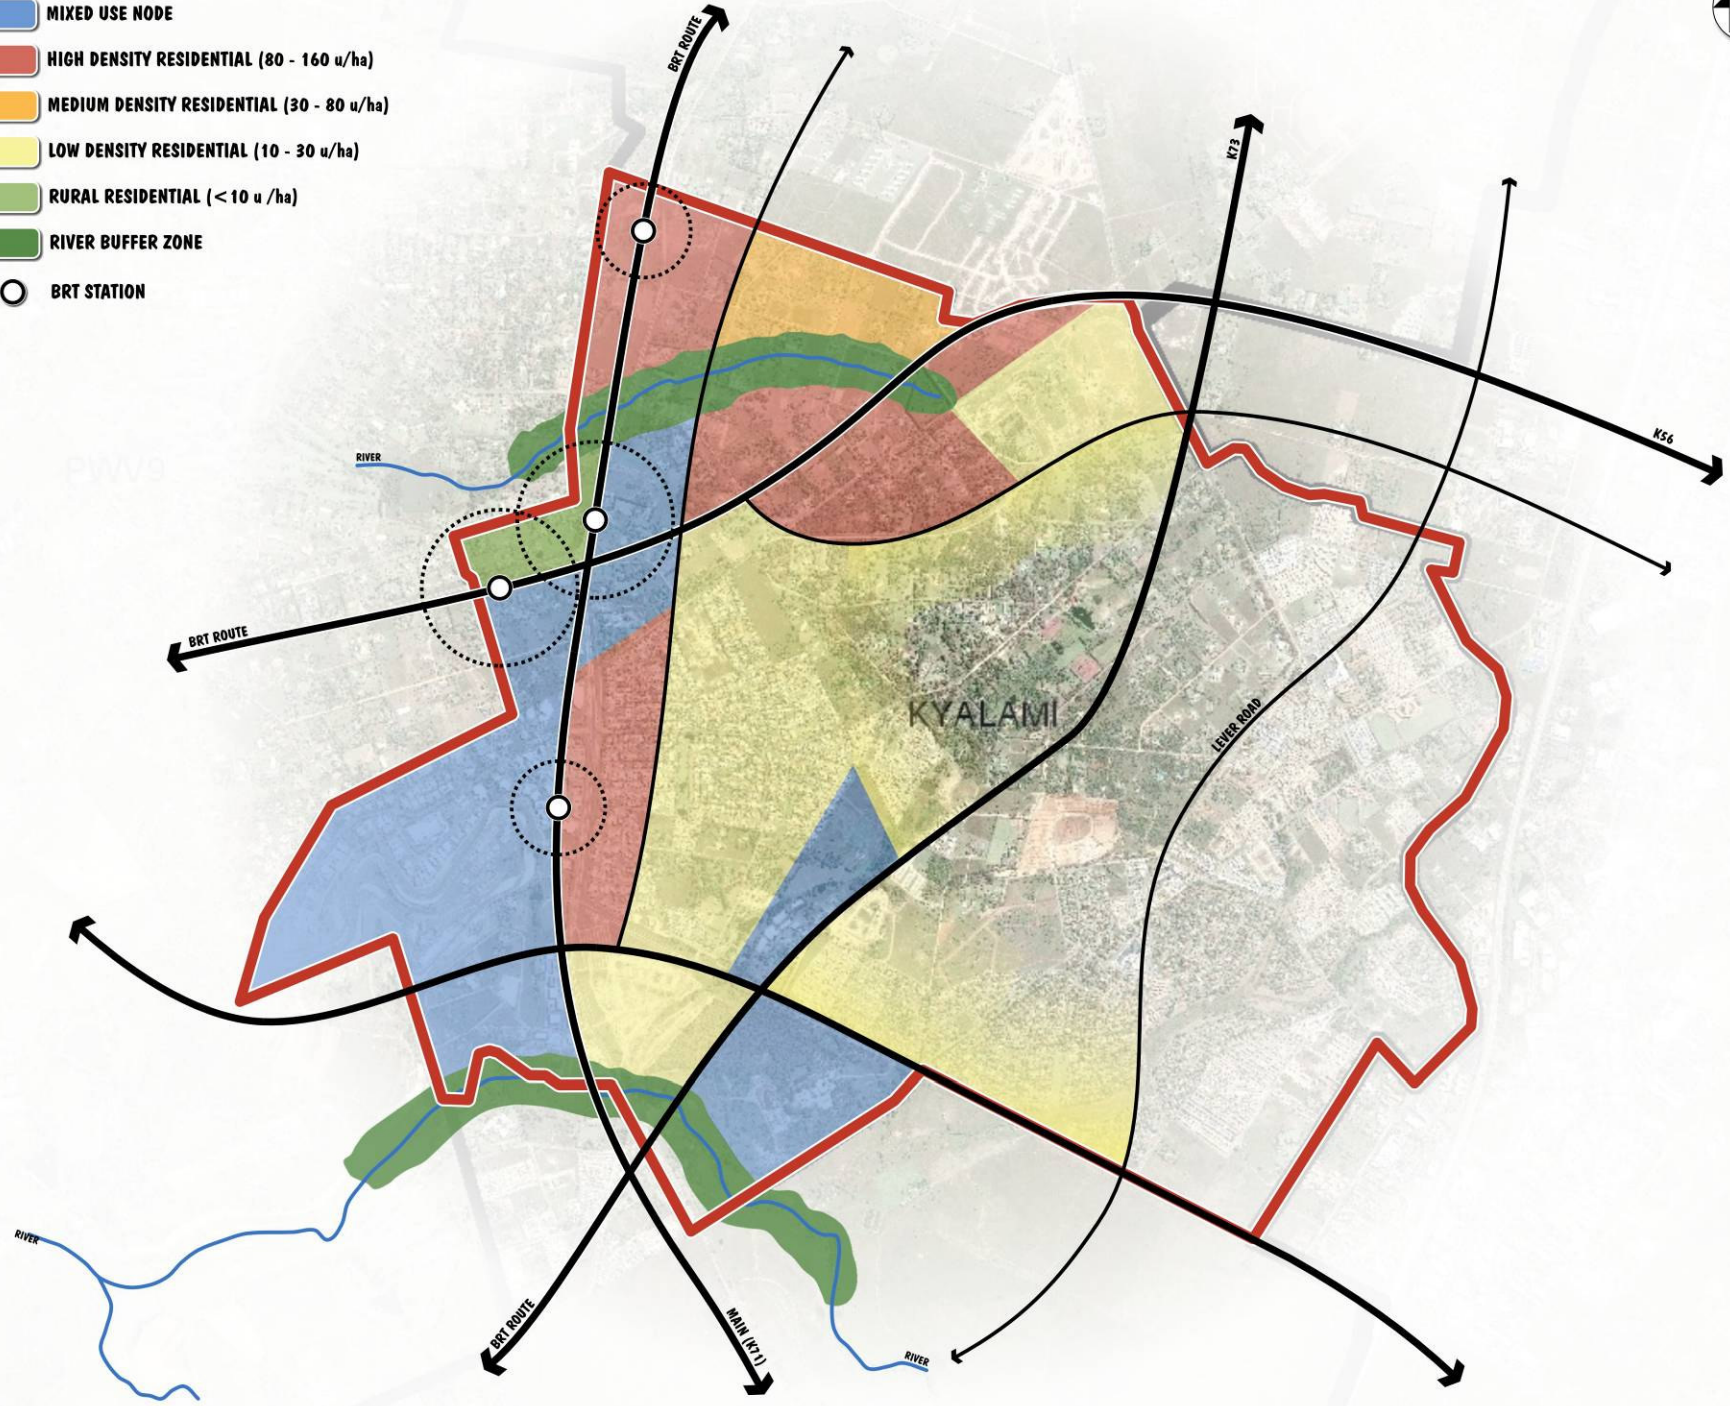 MIXED USE NODE
HIGH DENSITY RESIDENTIAL (80 - 160 u/ha)
MEDIUM DENSITY RESIDENTIAL (30 - 80 u/ha)
LOW DENSITY RESIDENTIAL (10 - 30 u/ha)
RURAL RESIDENTIAL (<10 u /ha)
RIVER BUFFER ZONE
BRT STATION
BRT ROUTE
K73
K56
RIVER
PWV9
BRT ROUTE
KYALAMI
LEVER ROAD
RIVER
BRT ROUTE
MAIN (K71)
RIVER